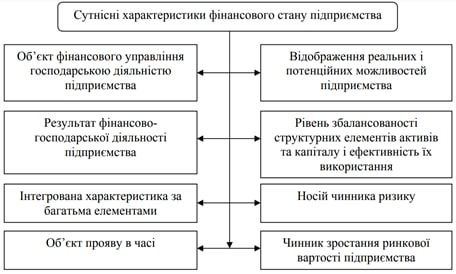 Сутнісні характеристики фінансового стану підприємства
Об’єкт фінансового управління
господарською діяльністю
підприємства
Відображення реальних і
потенційних можливостей
підприємства
Результат фінансово-
господарської діяльності
підприємства
Рівень збалансованості
структурних елементів активів
та капіталу і ефективність їх
використання
Інтегрована характеристика за
багатьма елементами
Носій чинника ризику
Об’єкт прояву в часі
Чинник зростання ринкової
вартості підприємства